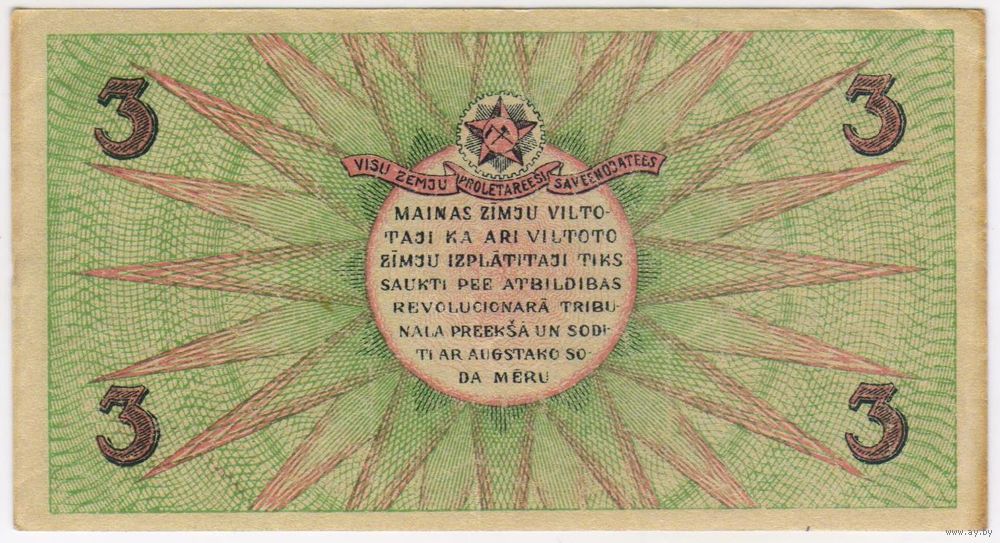 3 3
VISU ZEMJU PROLETAREEŠI SAVEENOJATEES
MAIŅAS ZĪMJU VILTO-
TAJI KA ARI VILTOTO
ZĪMJU IZPLĀTITAJI TIKS
SAUKTI PEE ATBILDIBAS
REVOLUCIONARĀ TRIBU-
NALA PREEKŠĀ UN SODI-
TI AR AUGSTAKO SO-
DA MĒRU
3 3
www.ay.by